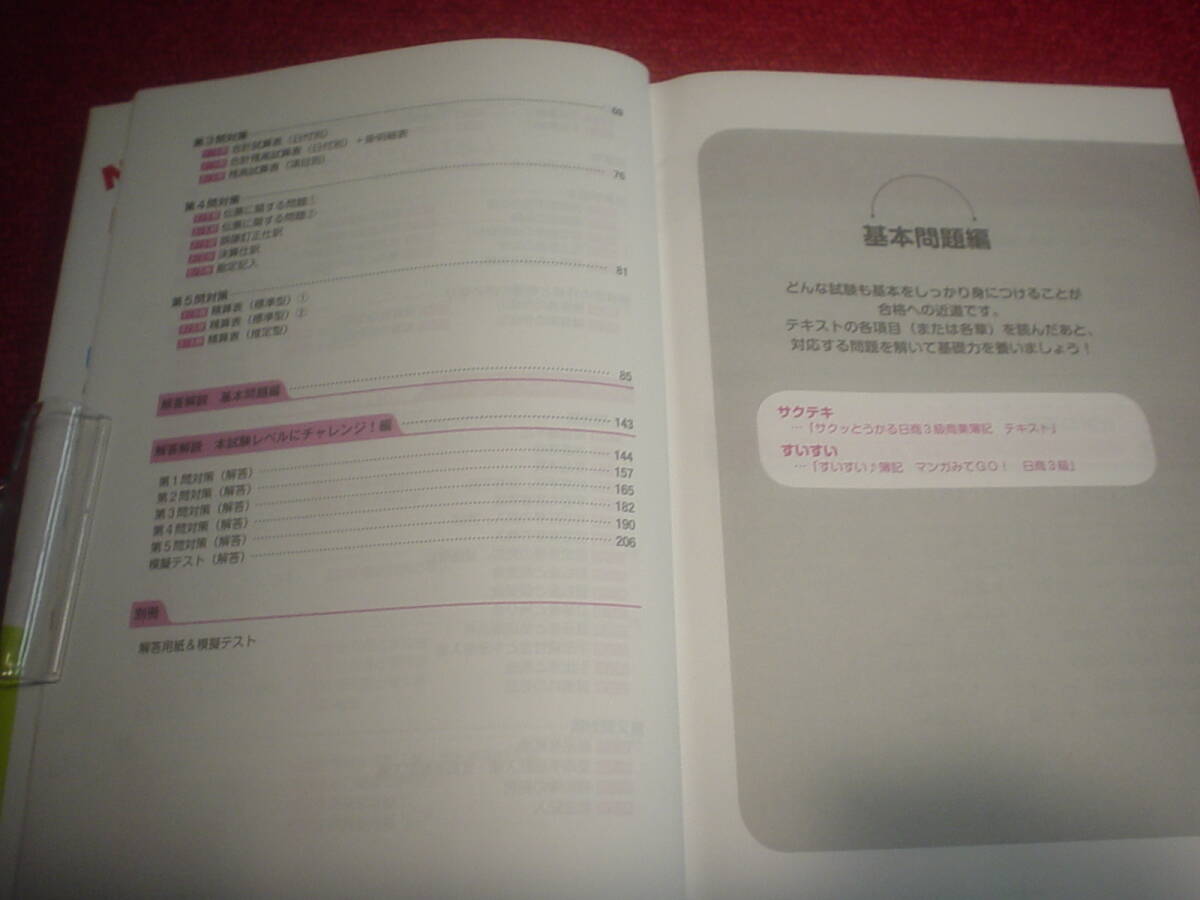 第3問対策 69
合計試算表(日付別)
合計残高試算表(日付別)+掛明細表
残高試算表(項目別)
第4問対策 76
伝票に関する問題①
伝票に関する問題②
誤謬訂正仕訳
決算仕訳
勘定記入
第5問対策 81
精算表(標準型)①
精算表(標準型)②
精算表(推定型)
解答解説 基本問題編 85
解答解説 本試験レベルにチャレンジ!編 143
第1問対策(解答) 144
第2問対策(解答) 157
第3問対策(解答) 165
第4問対策(解答) 182
第5問対策(解答) 190
模擬テスト(解答) 206
別冊
解答用紙&模擬テスト
基本問題編
どんな試験も基本をしっかり身につけることが
合格への近道です。
テキストの各項目(または各章)を読んだあと、
対応する問題を解いて基礎力を養いましょう!
サクテキ
…「サクッとうかる日商3級商業簿記 テキスト」
すいすい
…「すいすい♪簿記 マンガみてGO! 日商3級」